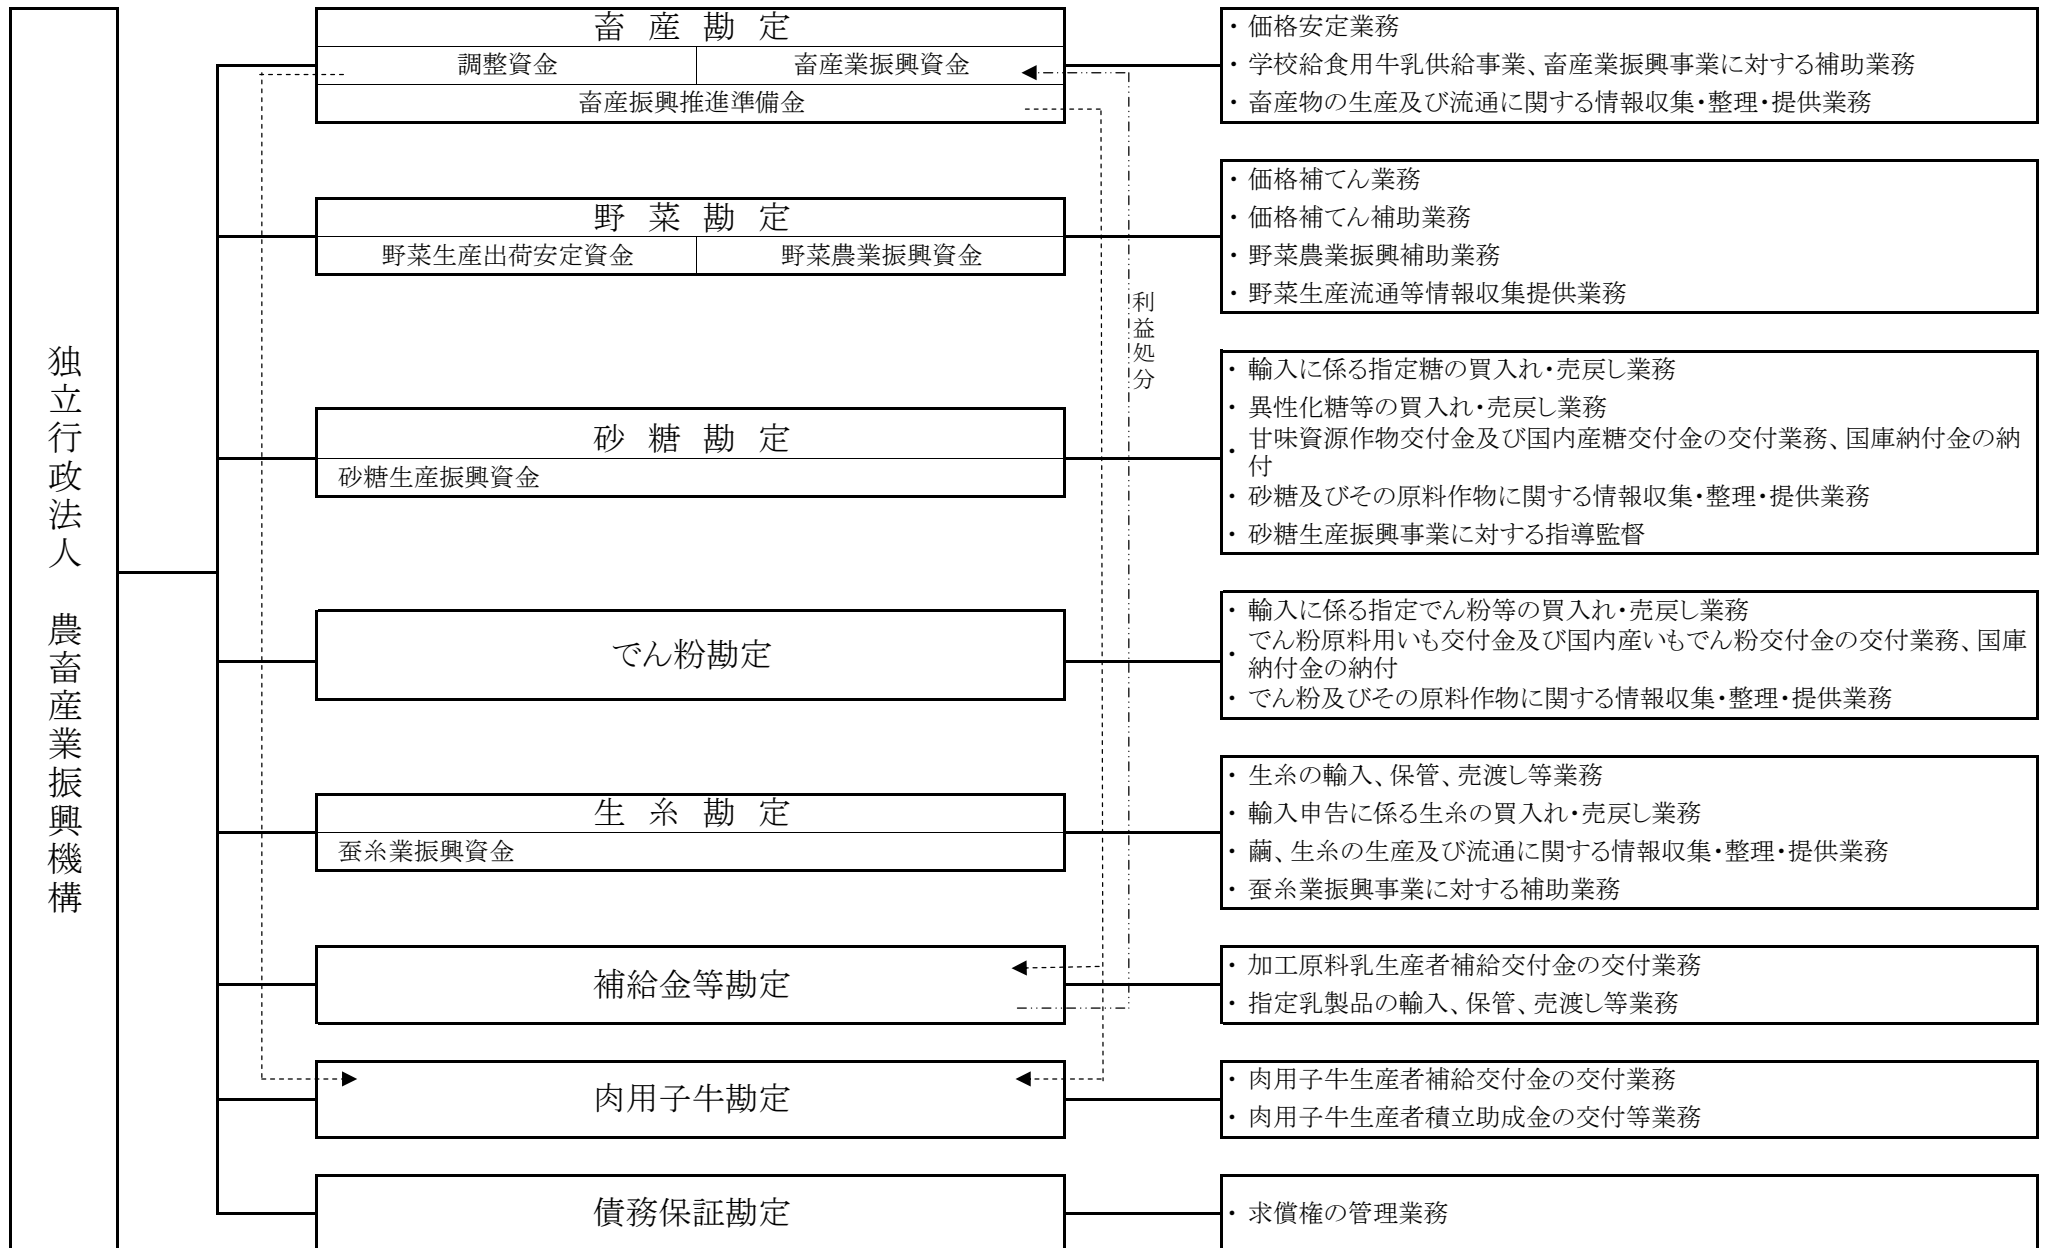 独立行政法人　農畜産業振興機構
畜産勘定
調整資金
畜産業振興資金
畜産振興推進準備金
・ 価格安定業務
・ 学校給食用牛乳供給事業、畜産業振興事業に対する補助業務
・ 畜産物の生産及び流通に関する情報収集・整理・提供業務
野菜勘定
野菜生産出荷安定資金
野菜農業振興資金
・ 価格補てん業務
・ 価格補てん補助業務
・ 野菜農業振興補助業務
・ 野菜生産流通等情報収集提供業務
利益処分
砂糖勘定
砂糖生産振興資金
・ 輸入に係る指定糖の買入れ・売戻し業務
・ 異性化糖等の買入れ・売戻し業務
・ 甘味資源作物交付金及び国内産糖交付金の交付業務、国庫納付金の納
付
・ 砂糖及びその原料作物に関する情報収集・整理・提供業務
・ 砂糖生産振興事業に対する指導監督
でん粉勘定
・ 輸入に係る指定でん粉等の買入れ・売戻し業務
・ でん粉原料用いも交付金及び国内産いもでん粉交付金の交付業務、国庫
納付金の納付
・ でん粉及びその原料作物に関する情報収集・整理・提供業務
生糸勘定
蚕糸業振興資金
・ 生糸の輸入、保管、売渡し等業務
・ 輸入申告に係る生糸の買入れ・売戻し業務
・ 繭、生糸の生産及び流通に関する情報収集・整理・提供業務
・ 蚕糸業振興事業に対する補助業務
補給金等勘定
・ 加工原料乳生産者補給交付金の交付業務
・ 指定乳製品の輸入、保管、売渡し等業務
肉用子牛勘定
・ 肉用子牛生産者補給交付金の交付業務
・ 肉用子牛生産者積立助成金の交付等業務
債務保証勘定
・ 求償権の管理業務